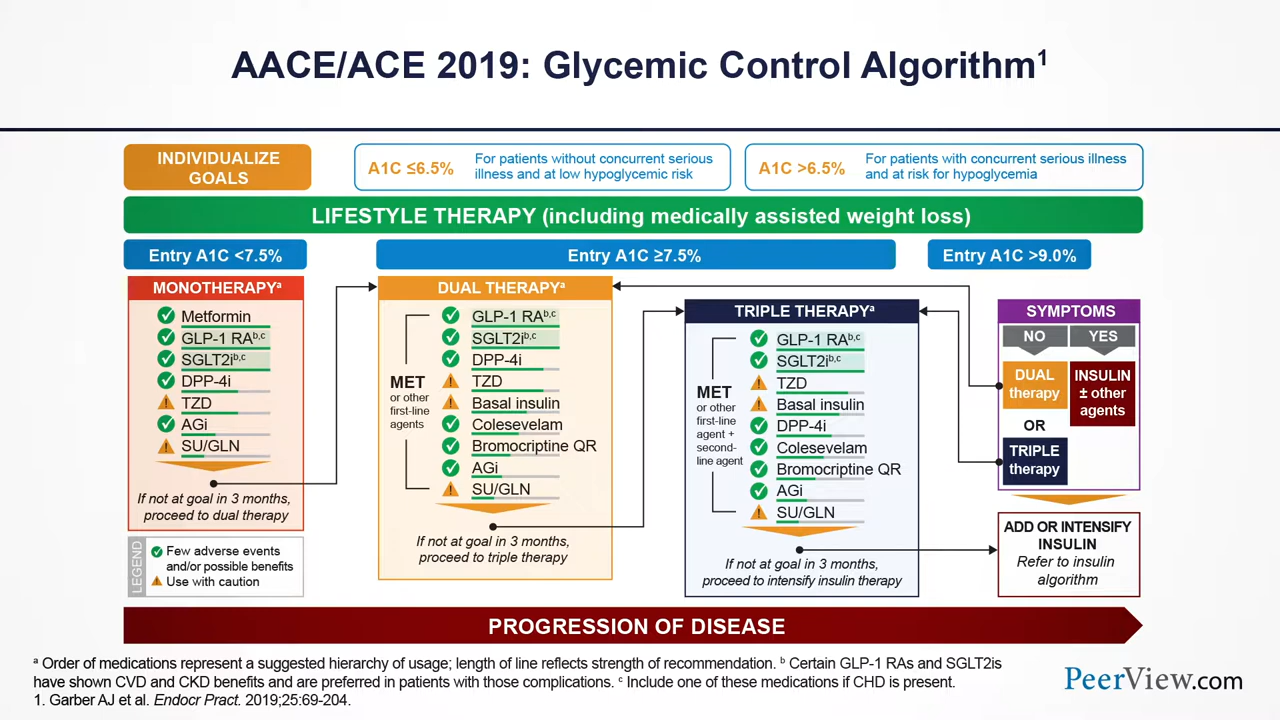 AACE/ACE 2019: Glycemic Control Algorithm1
INDIVIDUALIZE
GOALS
A1C ≤6.5%
For patients without concurrent serious
illness and at low hypoglycemic risk
A1C >6.5%
For patients with concurrent serious illness
and at risk for hypoglycemia
LIFESTYLE THERAPY (including medically assisted weight loss)
Entry A1C <7.5%
Entry A1C ≥7.5%
Entry A1C >9.0%
MONOTHERAPYa
Metformin
GLP-1 RAb,c
SGLT2ib,c
DPP-4i
TZD
AGi
SU/GLN
If not at goal in 3 months,
proceed to dual therapy
LEGEND
Few adverse events
and/or possible benefits
Use with caution
DUAL THERAPYa
MET
or other
first-line
agents
GLP-1 RAb,c
SGLT2ib,c
DPP-4i
TZD
Basal insulin
Colesevelam
Bromocriptine QR
AGi
SU/GLN
If not at goal in 3 months,
proceed to triple therapy
TRIPLE THERAPYa
MET
or other
first-line
agent +
second-
line agent
GLP-1 RAb,c
SGLT2ib,c
TZD
Basal insulin
DPP-4i
Colesevelam
Bromocriptine QR
AGi
SU/GLN
If not at goal in 3 months,
proceed to intensify insulin therapy
SYMPTOMS
NO
YES
DUAL
therapy
OR
TRIPLE
therapy
INSULIN
± other
agents
ADD OR INTENSIFY
INSULIN
Refer to insulin
algorithm
PROGRESSION OF DISEASE
a Order of medications represent a suggested hierarchy of usage; length of line reflects strength of recommendation. b Certain GLP-1 RAs and SGLT2is
have shown CVD and CKD benefits and are preferred in patients with those complications. c Include one of these medications if CHD is present.
1. Garber AJ et al. Endocr Pract. 2019;25:69-204.
PeerView.com